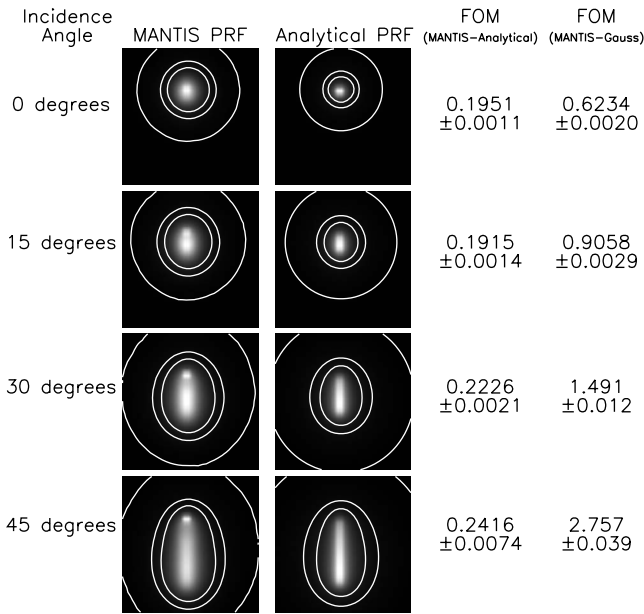 Incidence Angle MANTIS PRF Analytical PRF FOM (MANTIS-Analytical) FOM (MANTIS-Gauss)
0 degrees 0.1951 ±0.0011 0.6234 ±0.0020
15 degrees 0.1915 ±0.0014 0.9058 ±0.0029
30 degrees 0.2226 ±0.0021 1.491 ±0.012
45 degrees 0.2416 ±0.0074 2.757 ±0.039